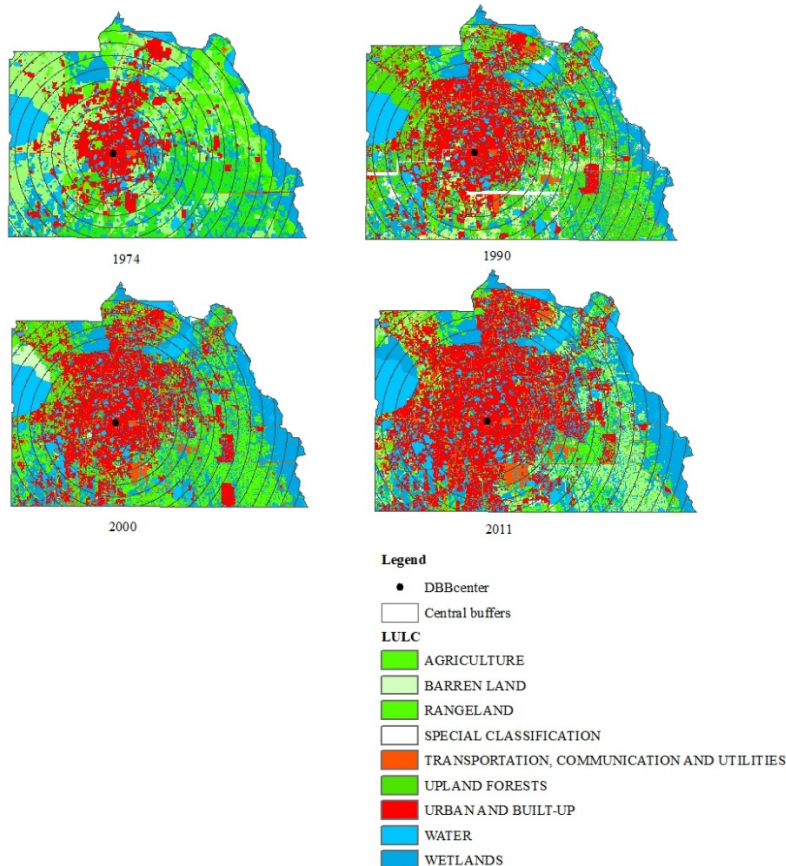 1974
1990
2000
2011
Legend
DBBcenter
Central buffers
LULC
AGRICULTURE
BARREN LAND
RANGELAND
SPECIAL CLASSIFICATION
TRANSPORTATION, COMMUNICATION AND UTILITIES
UPLAND FORESTS
URBAN AND BUILT-UP
WATER
WETLANDS